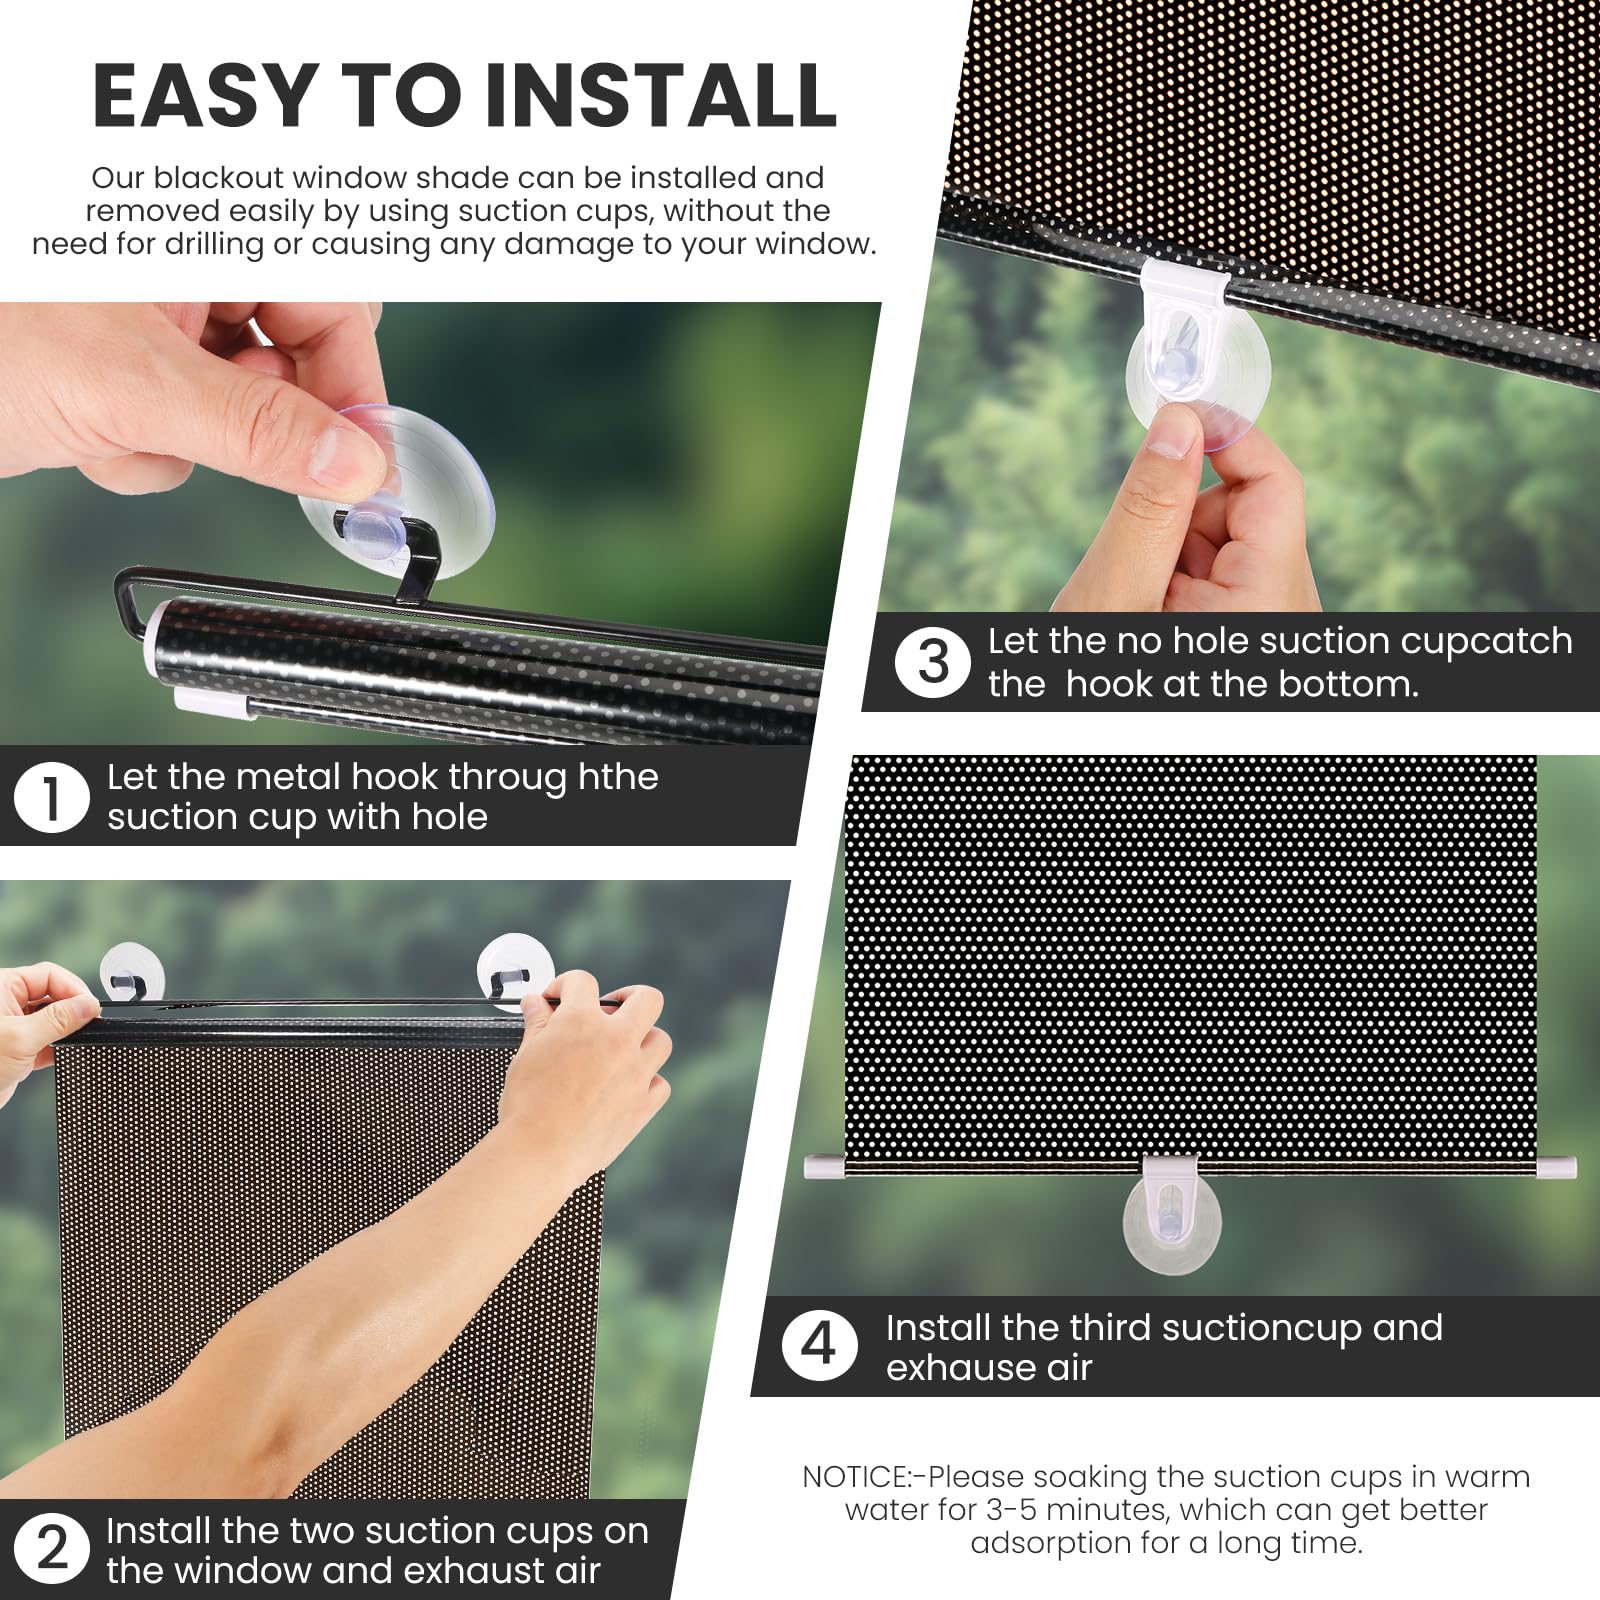 EASY TO INSTALL
Our blackout window shade can be installed and
removed easily by using suction cups, without the
need for drilling or causing any damage to your window.
1
Let the metal hook throug hthe
suction cup with hole
2
Install the two suction cups on
the window and exhaust air
3
Let the no hole suction cupcatch
the  hook at the bottom.
4
Install the third suctioncup and
exhause air
NOTICE:-Please soaking the suction cups in warm
water for 3-5 minutes, which can get better
adsorption for a long time.